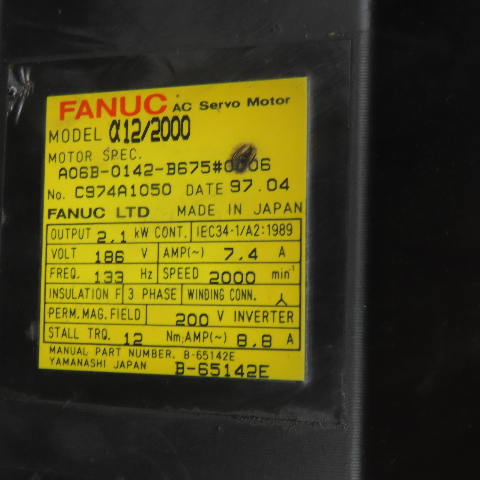 FANUC AC Servo Motor
MODEL α12/2000
MOTOR SPEC.
A06B-0142-B675#0006
No. C974A1050 DATE 97.04
FANUC LTD MADE IN JAPAN
OUTPUT 2.1 kW CONT. IEC34-1/A2:1989
VOLT 186 V AMP(~) 7.4 A
FREQ. 133 Hz SPEED 2000 min⁻¹
INSULATION F 3 PHASE WINDING CONN. 人
PERM. MAG. FIELD 200 V INVERTER
STALL TRQ. 12 Nm, AMP(~) 8.8 A
MANUAL PART NUMBER. B-65142E
YAMANASHI JAPAN B-65142E